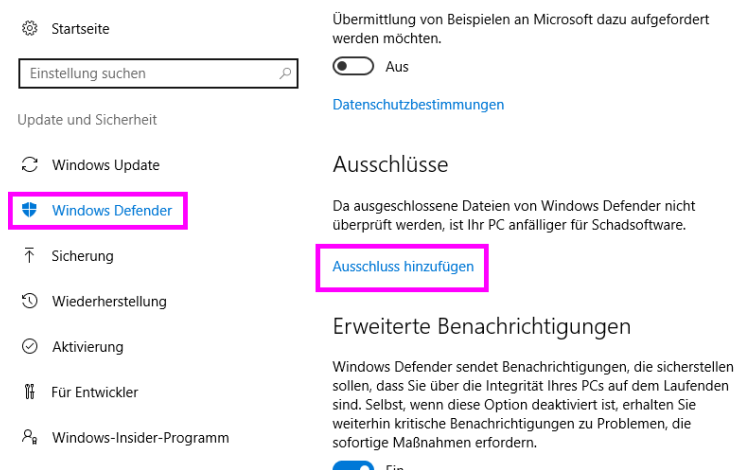 Startseite
Einstellung suchen
Update und Sicherheit
Windows Update
Windows Defender
Sicherung
Wiederherstellung
Aktivierung
Für Entwickler
Windows-Insider-Programm
Übermittlung von Beispielen an Microsoft dazu aufgefordert
werden möchten.
Aus
Datenschutzbestimmungen
Ausschlüsse
Da ausgeschlossene Dateien von Windows Defender nicht
überprüft werden, ist Ihr PC anfälliger für Schadsoftware.
Ausschluss hinzufügen
Erweiterte Benachrichtigungen
Windows Defender sendet Benachrichtigungen, die sicherstellen
sollen, dass Sie über die Integrität Ihres PCs auf dem Laufenden
sind. Selbst, wenn diese Option deaktiviert ist, erhalten Sie
weiterhin kritische Benachrichtigungen zu Problemen, die
sofortige Maßnahmen erfordern.
Ein